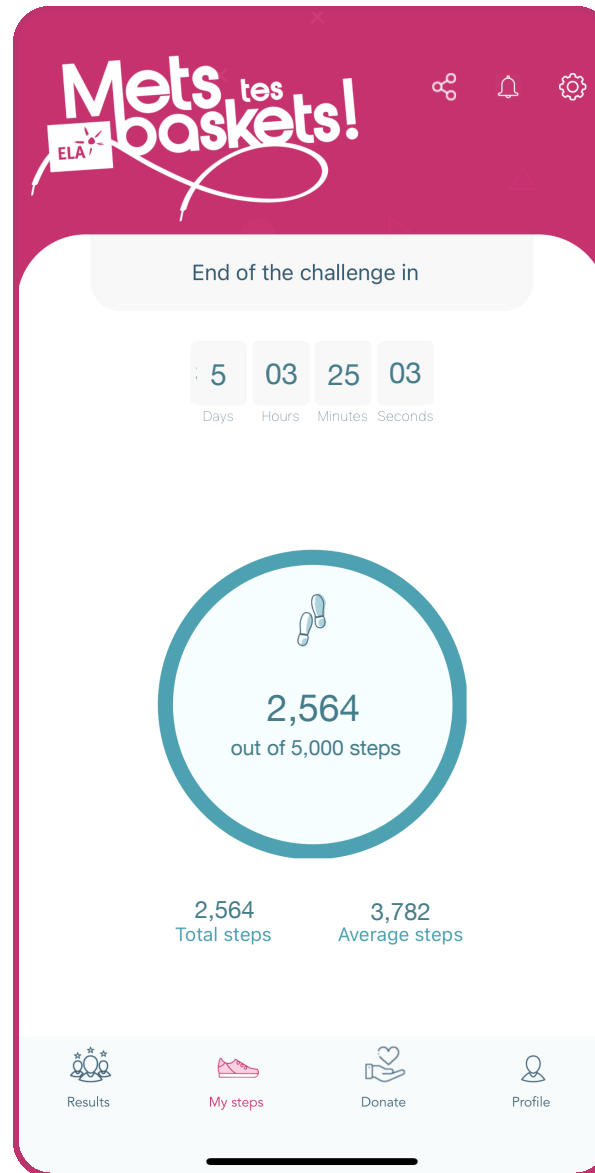 Mets tes
baskets!
ELA
End of the challenge in
5 03 25 03
Days Hours Minutes Seconds
2,564
out of 5,000 steps
2,564 3,782
Total steps Average steps
Results My steps Donate Profile